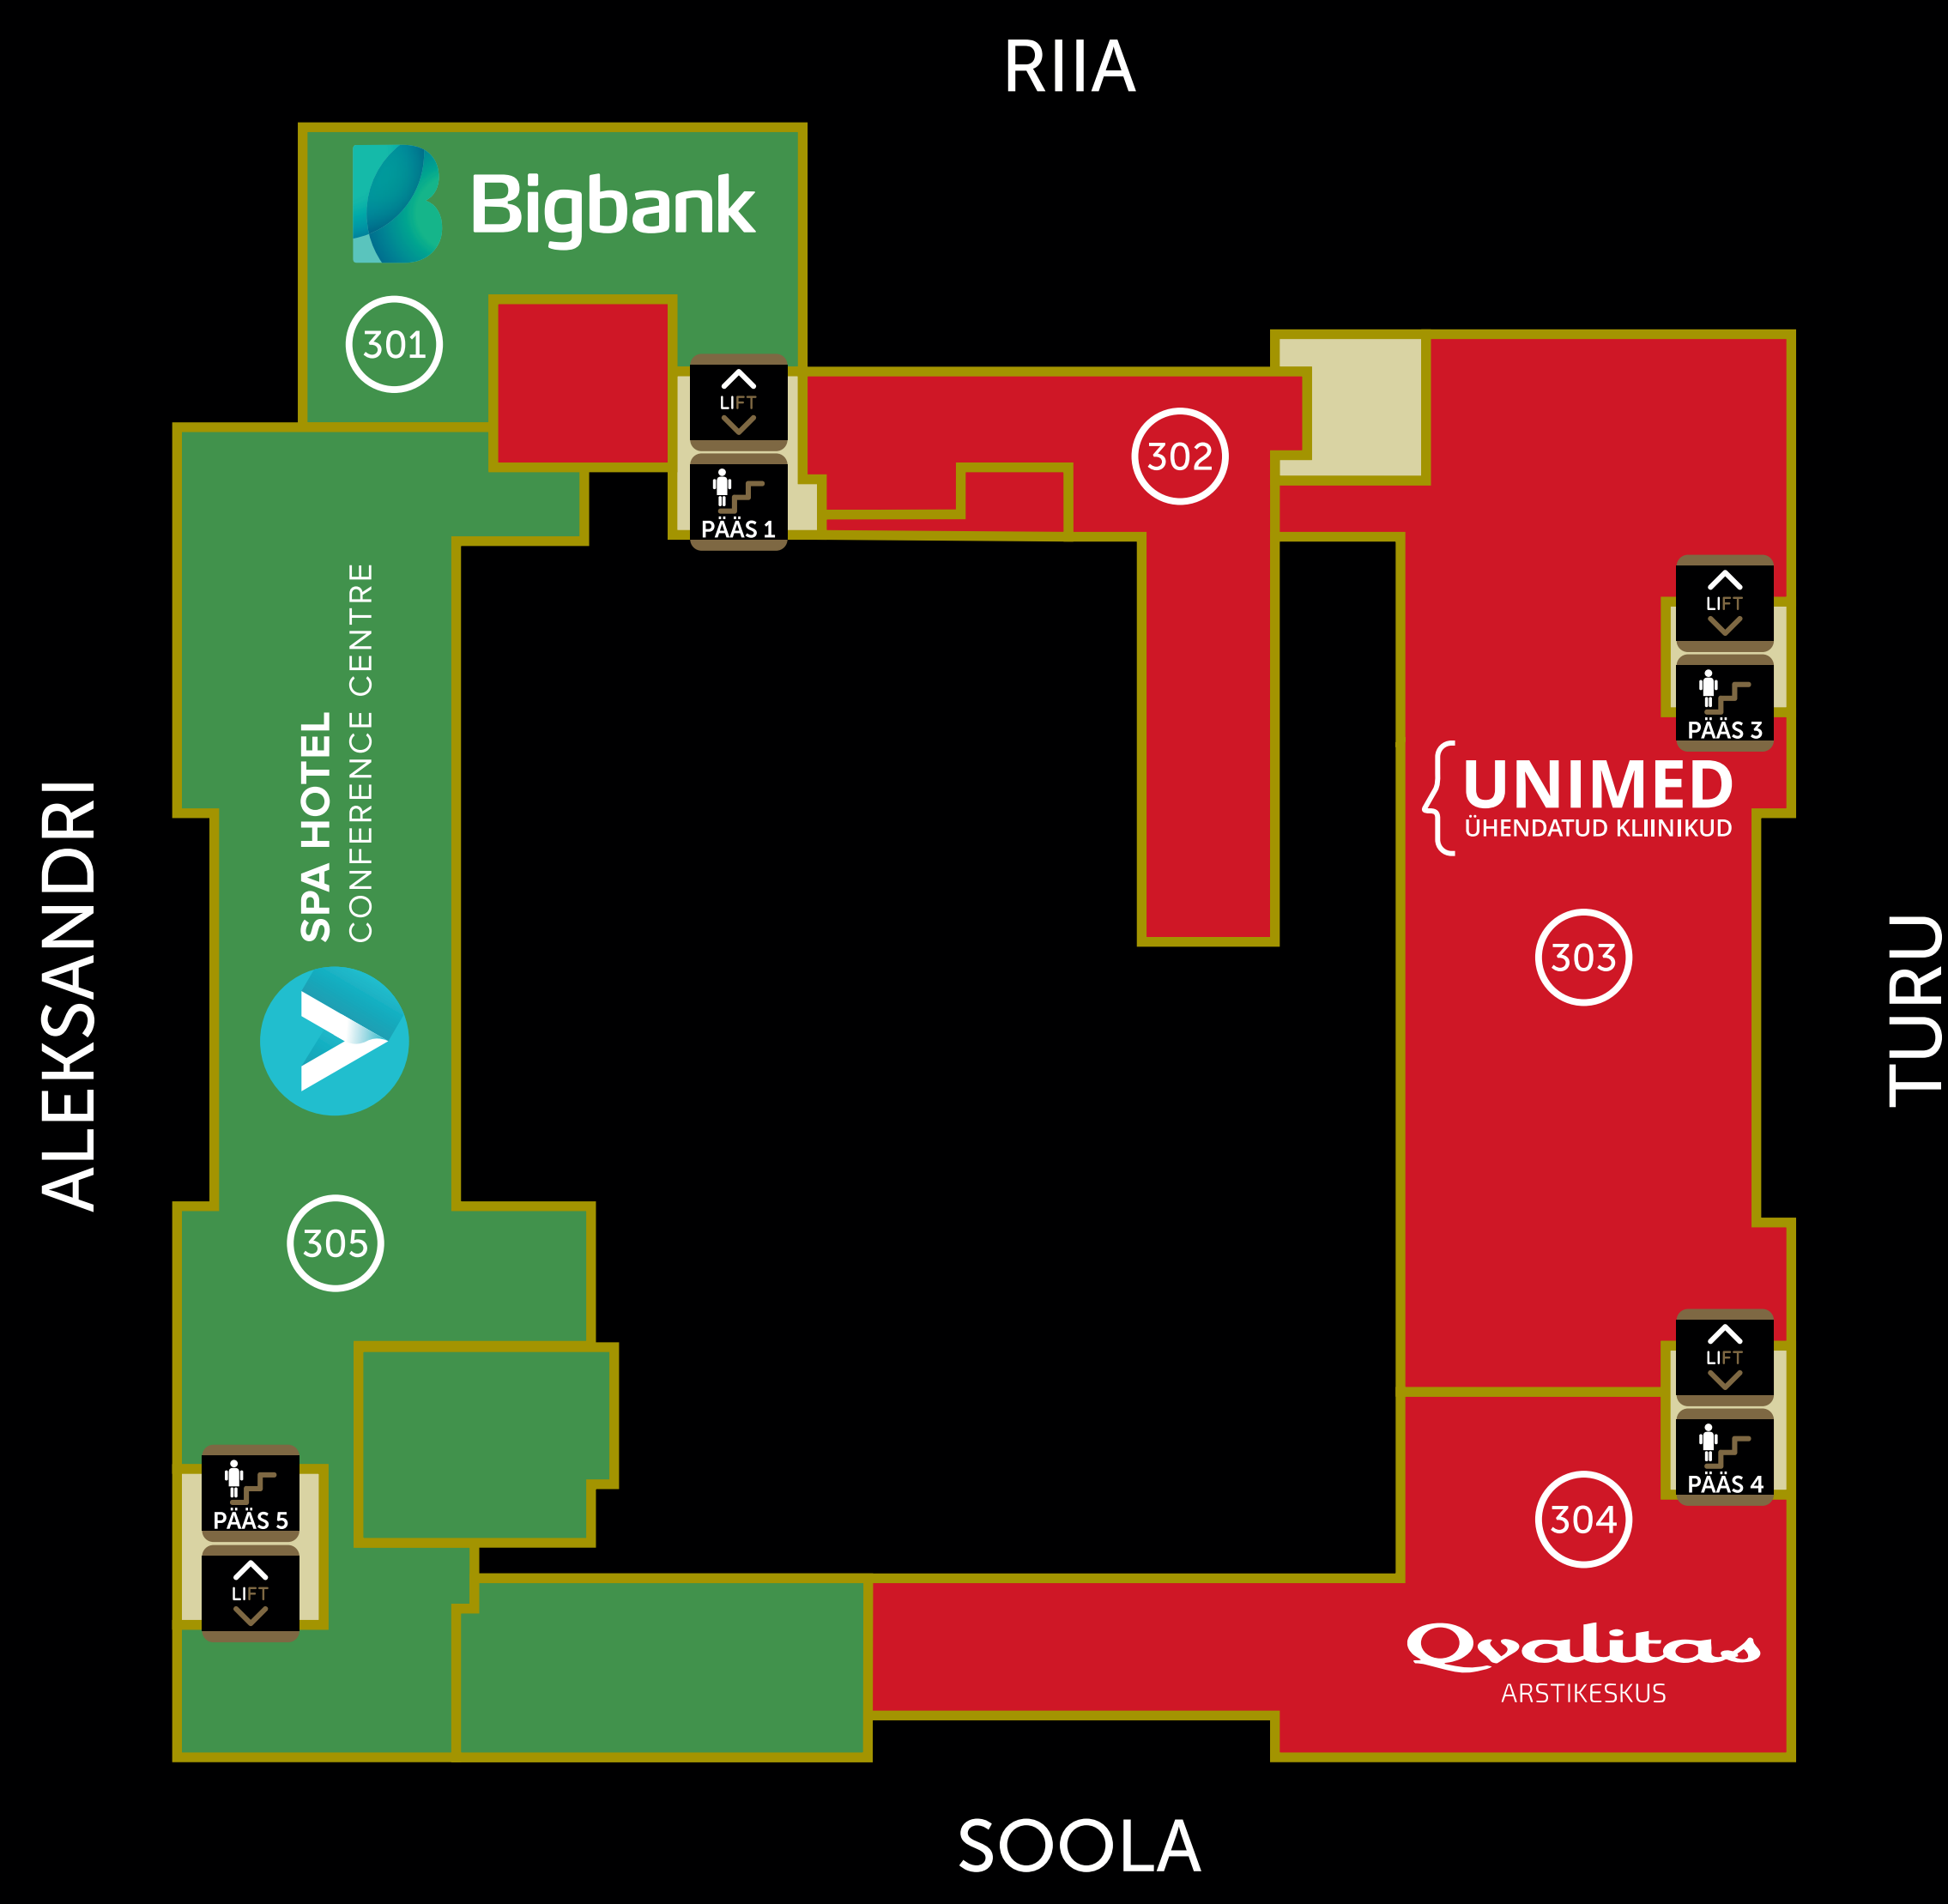 RIIA
Bigbank
301
LIFT
PÄÄS 1
302
LIFT
PÄÄS 3
UNIMED
ÜHENDATUD KLIINIKUD
303
TURU
ALEKSANDRI
SPA HOTEL
CONFERENCE CENTRE
305
LIFT
PÄÄS 4
304
PÄÄS 5
LIFT
Qvalitas
ARSTIKESKUS
SOOLA